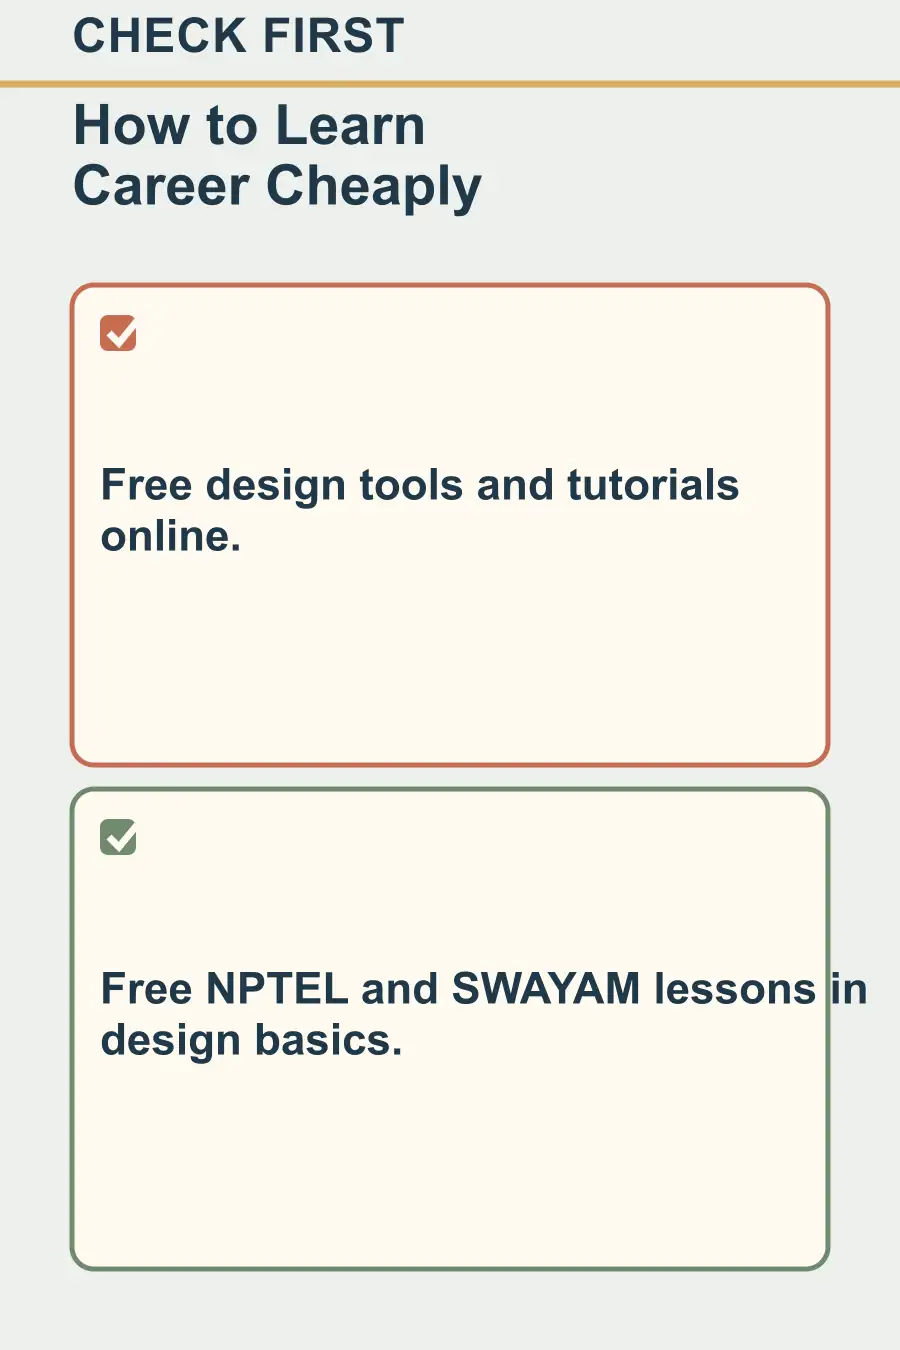 CHECK FIRST
How to Learn
Career Cheaply
Free design tools and tutorials
online.
Free NPTEL and SWAYAM lessons in
design basics.